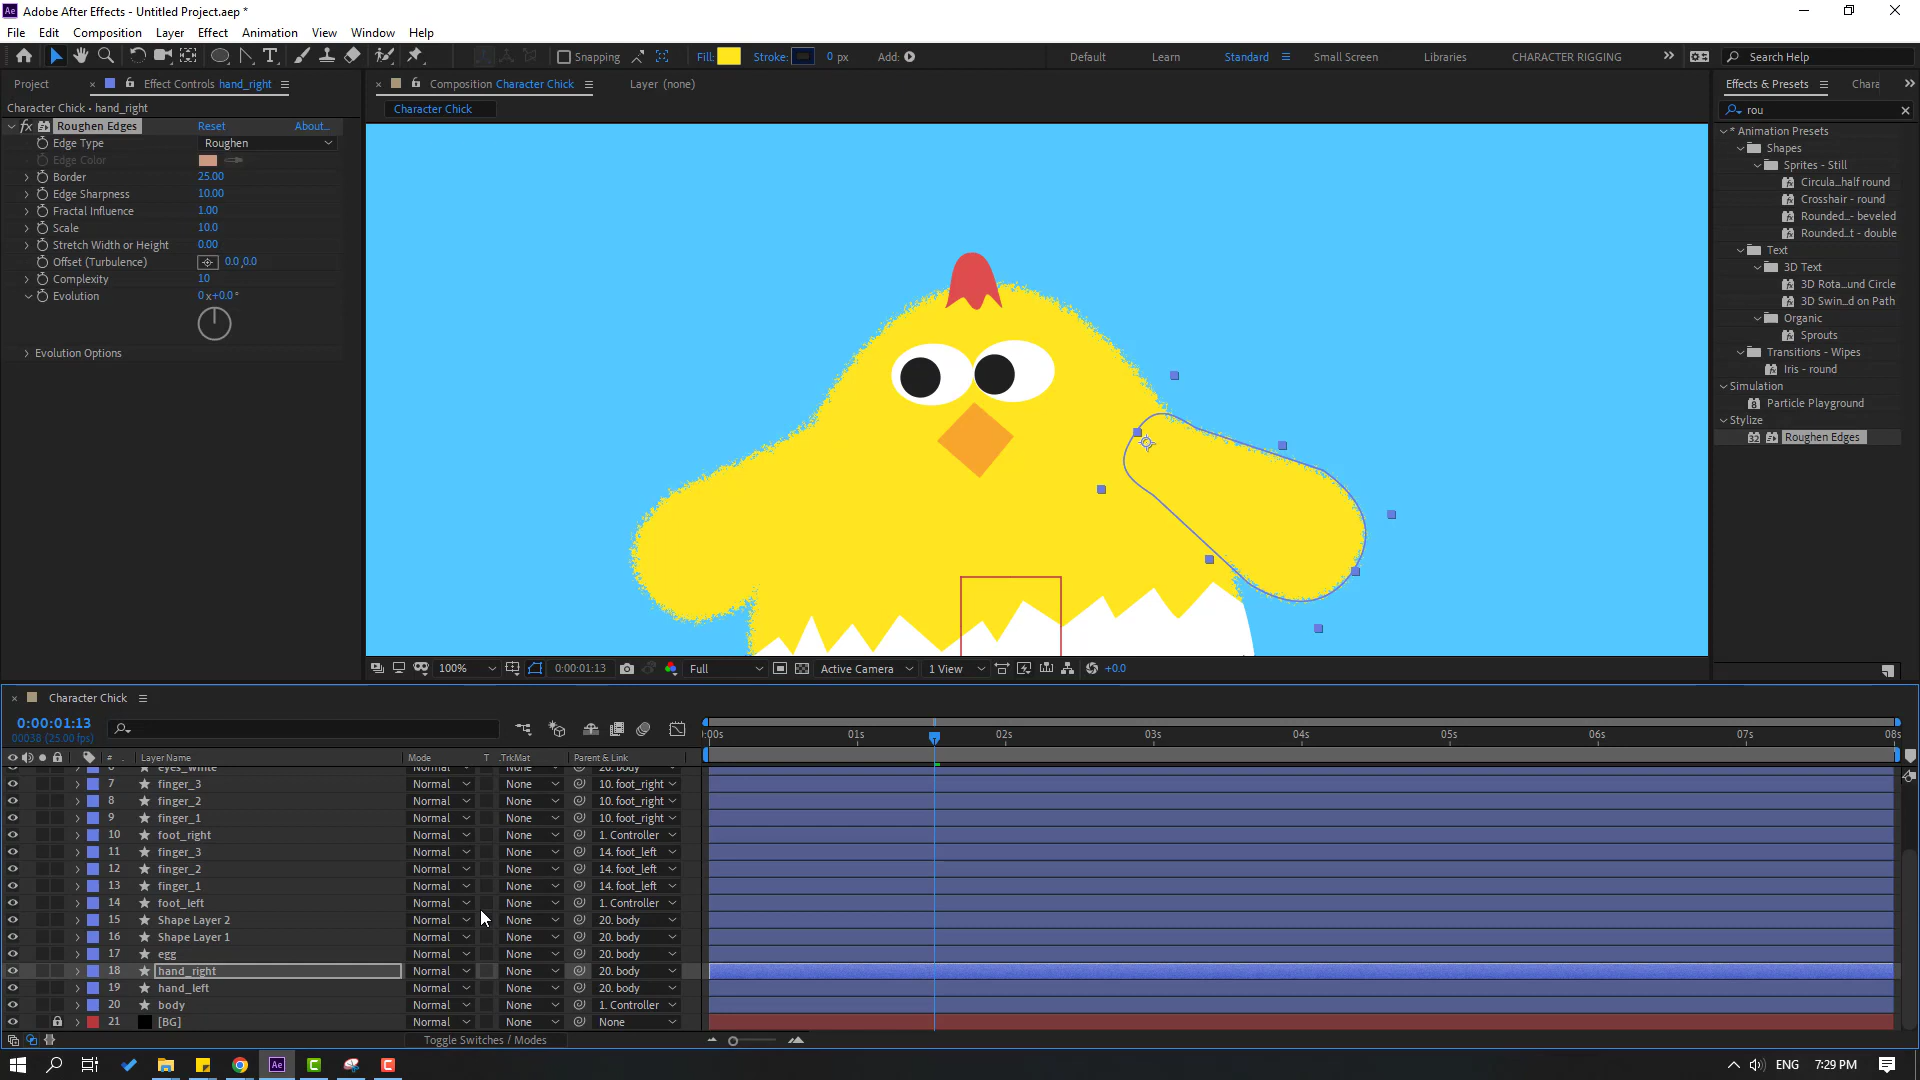 Adobe After Effects - Untitled Project.aep *
File Edit Composition Layer Effect Animation View Window Help
Snapping Fill: Stroke: 0 px Add: Default Learn Standard Small Screen Libraries CHARACTER RIGGING Search Help
Project Effect Controls hand_right Composition Character Chick Layer (none) Effects & Presets Chara
Character Chick • hand_right
Character Chick
rou
fx Roughen Edges Reset About...
Edge Type Roughen
Edge Color
Border 25.00
Edge Sharpness 10.00
Fractal Influence 1.00
Scale 10.0
Stretch Width or Height 0.00
Offset (Turbulence) 0.0,0.0
Complexity 10
Evolution 0x+0.0°
Evolution Options
* Animation Presets
Shapes
Sprites - Still
Circula...half round
Crosshair - round
Rounded...- beveled
Rounded...t - double
Text
3D Text
3D Rota...und Circle
3D Swin...d on Path
Organic
Sprouts
Transitions - Wipes
Iris - round
Simulation
Particle Playground
Stylize
Roughen Edges
100% 0:00:01:13 Full Active Camera 1 View +0.0
Character Chick
0:00:01:13
00038 (25.00 fps)
:00s 01s 02s 03s 04s 05s 06s 07s 08s
# Layer Name Mode T .TrkMat Parent & Link
eyes_white Normal None 20. body
7 finger_3 Normal None 10. foot_right
8 finger_2 Normal None 10. foot_right
9 finger_1 Normal None 10. foot_right
10 foot_right Normal None 1. Controller
11 finger_3 Normal None 14. foot_left
12 finger_2 Normal None 14. foot_left
13 finger_1 Normal None 14. foot_left
14 foot_left Normal None 1. Controller
15 Shape Layer 2 Normal None 20. body
16 Shape Layer 1 Normal None 20. body
17 egg Normal None 20. body
18 hand_right Normal None 20. body
19 hand_left Normal None 20. body
20 body Normal None 1. Controller
21 [BG] Normal None None
Toggle Switches / Modes
ENG 7:29 PM